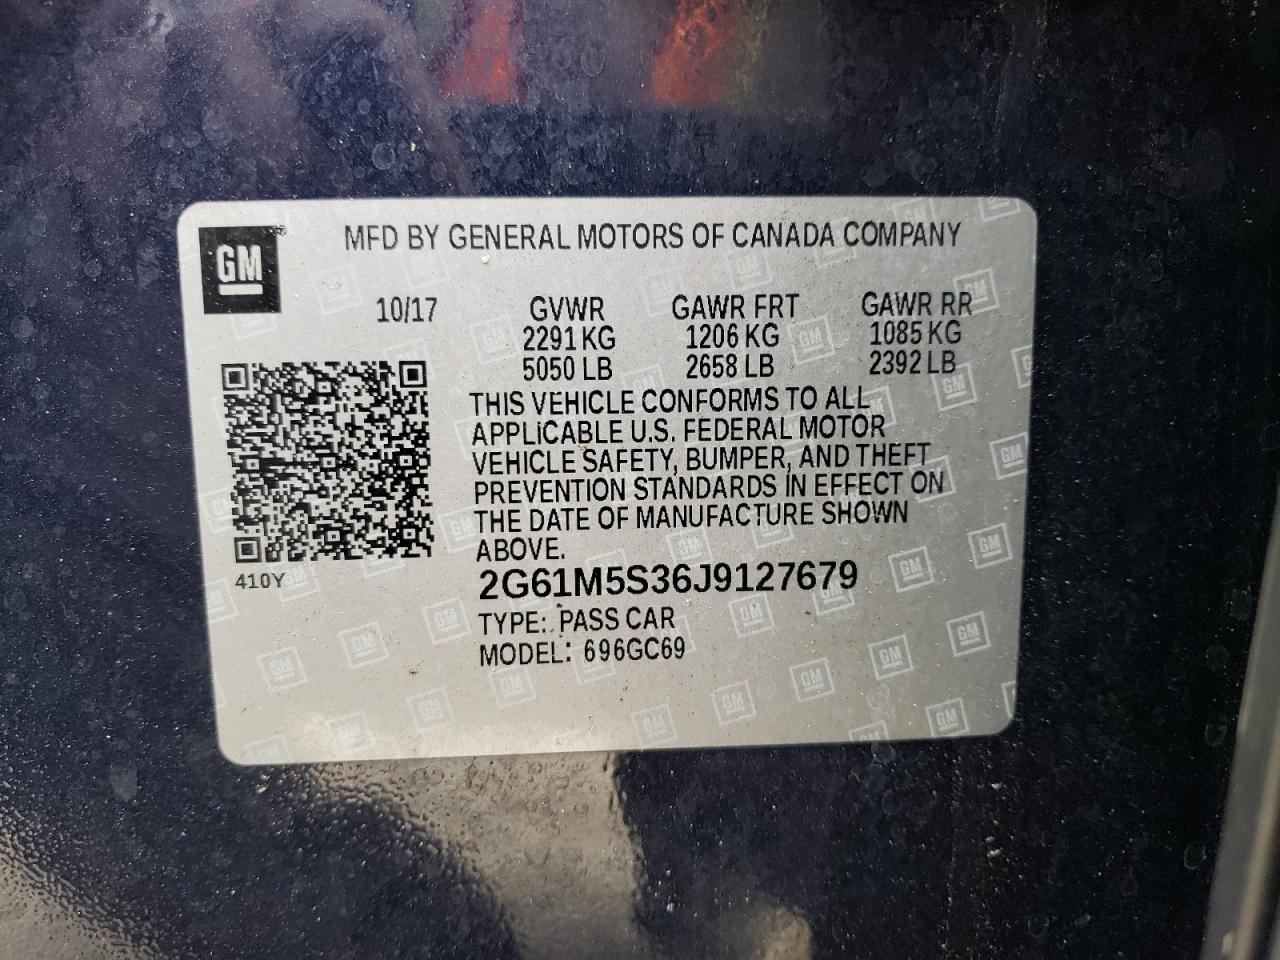 GM
MFD BY GENERAL MOTORS OF CANADA COMPANY
10/17 GVWR GAWR FRT GAWR RR
2291 KG 1206 KG 1085 KG
5050 LB 2658 LB 2392 LB
THIS VEHICLE CONFORMS TO ALL
APPLICABLE U.S. FEDERAL MOTOR
VEHICLE SAFETY, BUMPER, AND THEFT
PREVENTION STANDARDS IN EFFECT ON
THE DATE OF MANUFACTURE SHOWN
ABOVE.
410Y
2G61M5S36J9127679
TYPE: PASS CAR
MODEL: 696GC69